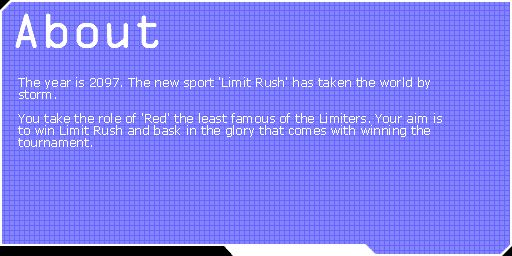 About
The year is 2097. The new sport 'Limit Rush' has taken the world by
storm.
You take the role of 'Red' the least famous of the Limiters. Your aim is
to win Limit Rush and bask in the glory that comes with winning the
tournament.